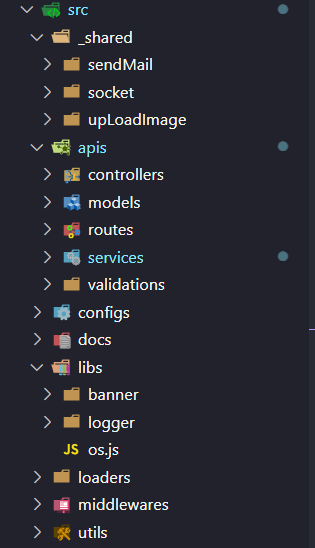 src
_shared
sendMail
socket
upLoadImage
apis
controllers
models
routes
services
validations
configs
docs
libs
banner
logger
JS os.js
loaders
middlewares
utils